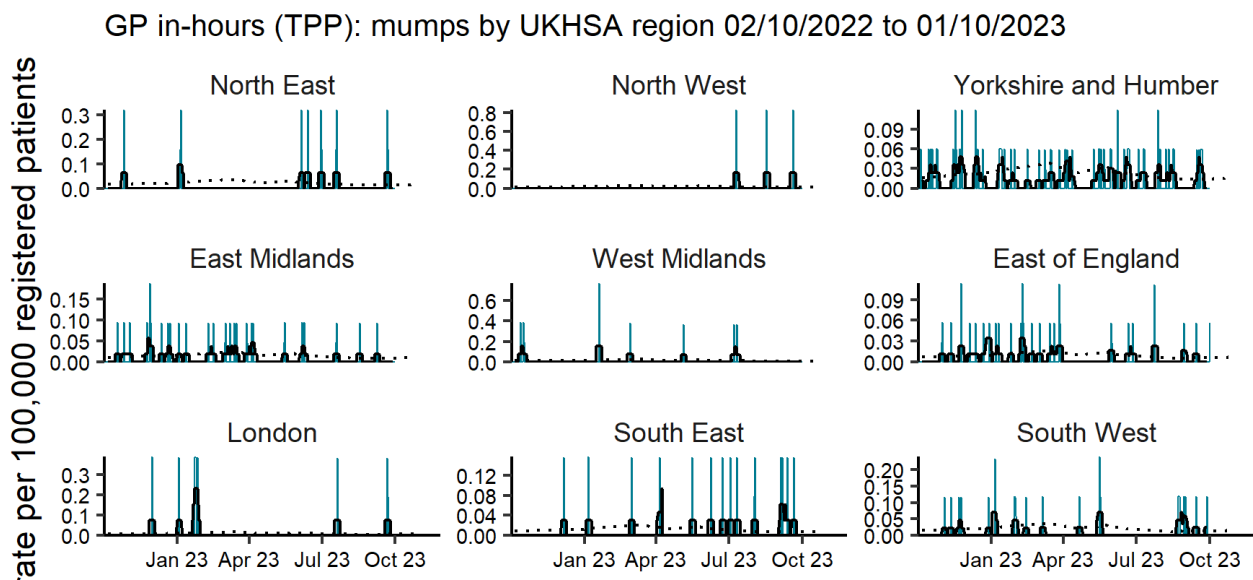 GP in-hours (TPP): mumps by UKHSA region 02/10/2022 to 01/10/2023
rate per 100,000 registered patients
North East
North West
Yorkshire and Humber
0.3
0.2
0.1
0.0
0.8
0.6
0.4
0.2
0.0
0.09
0.06
0.03
0.00
East Midlands
West Midlands
East of England
0.15
0.10
0.05
0.00
0.6
0.4
0.2
0.0
0.09
0.06
0.03
0.00
London
South East
South West
0.3
0.2
0.1
0.0
0.12
0.08
0.04
0.00
0.20
0.15
0.10
0.05
0.00
Jan 23 Apr 23 Jul 23 Oct 23
Jan 23 Apr 23 Jul 23 Oct 23
Jan 23 Apr 23 Jul 23 Oct 23